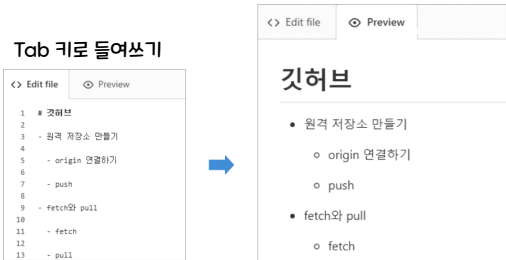 Tab 키로 들여쓰기
<> Edit file Preview
1 # 깃허브
2
3 - 원격 저장소 만들기
4
5 - origin 연결하기
6
7 - push
8
9 - fetch와 pull
10
11 - fetch
12
13 - pull
<> Edit file Preview
깃허브
• 원격 저장소 만들기
○ origin 연결하기
○ push
• fetch와 pull
○ fetch